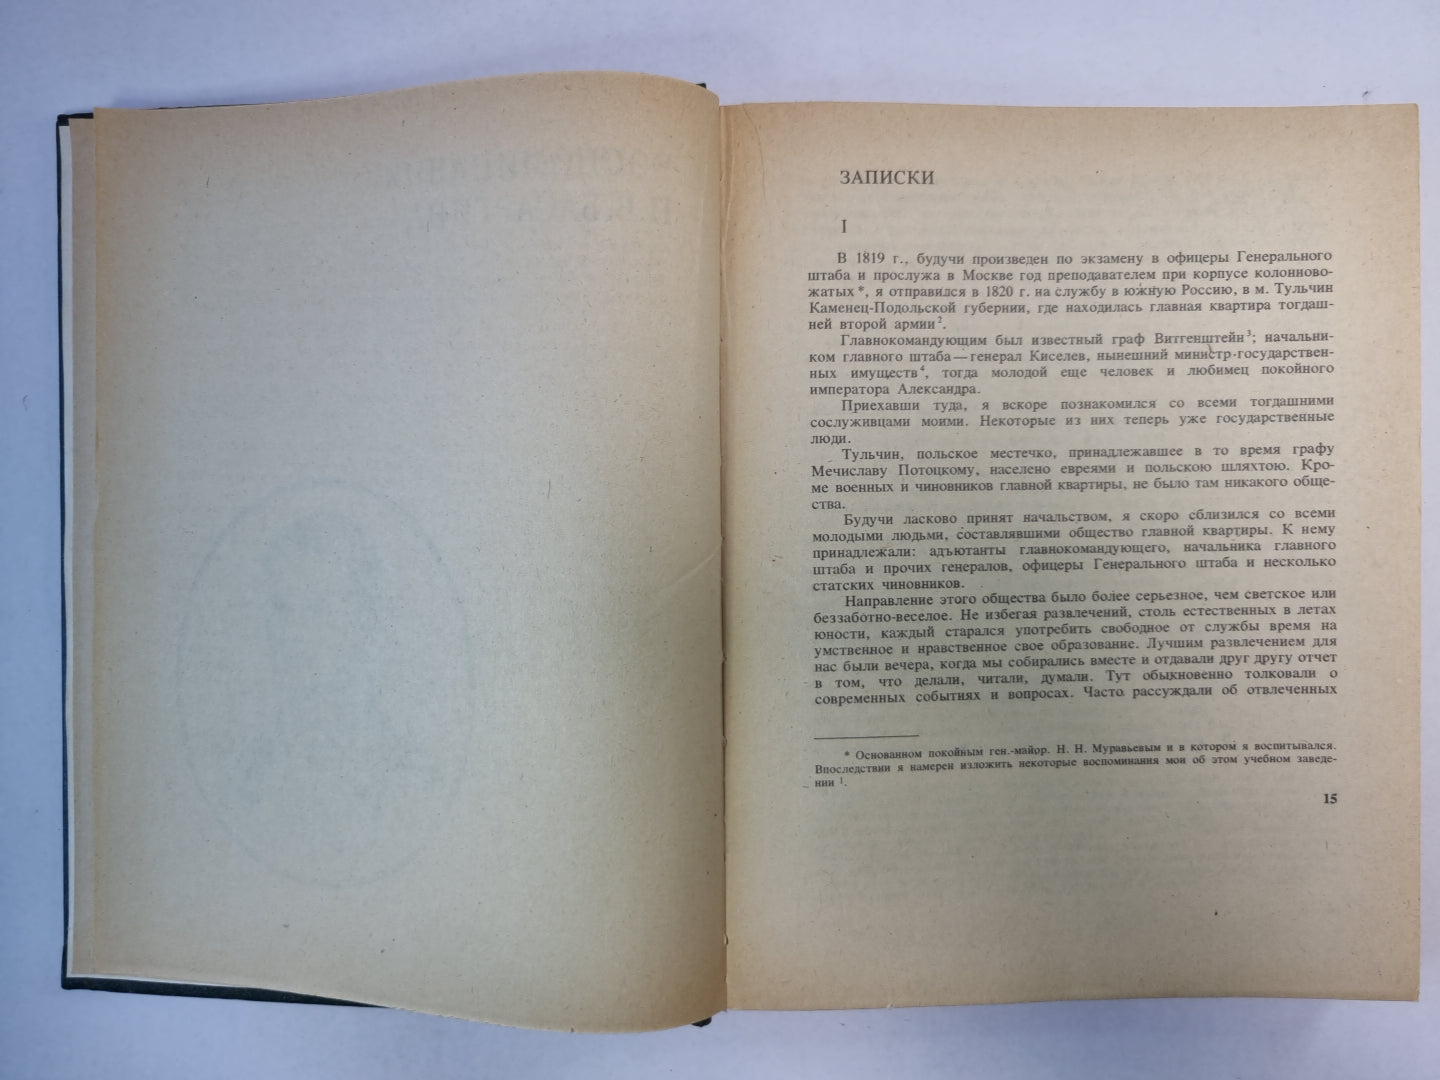 ЗАПИСКИ
I
В 1819 г., будучи произведен по экзамену в офицеры Генерального
штаба и прослужа в Москве год преподавателем при корпусе колонново-
жатых*, я отправился в 1820 г. на службу в южную Россию, в м. Тульчин
Каменец-Подольской губернии, где находилась главная квартира тогдаш-
ней второй армии².
Главнокомандующим был известный граф Витгенштейн³; начальни-
ком главного штаба — генерал Киселев, нынешний министр государствен-
ных имуществ⁴, тогда молодой еще человек и любимец покойного
императора Александра.
Приехавши туда, я вскоре познакомился со всеми тогдашними
сослуживцами моими. Некоторые из них теперь уже государственные
люди.
Тульчин, польское местечко, принадлежавшее в то время графу
Мечиславу Потоцкому, населено евреями и польскою шляхтою. Кро-
ме военных и чиновников главной квартиры, не было там никакого обще-
ства.
Будучи ласково принят начальством, я скоро сблизился со всеми
молодыми людьми, составлявшими общество главной квартиры. К нему
принадлежали: адъютанты главнокомандующего, начальника главного
штаба и прочих генералов, офицеры Генерального штаба и несколько
статских чиновников.
Направление этого общества было более серьезное, чем светское или
беззаботно-веселое. Не избегая развлечений, столь естественных в летах
юности, каждый старался употребить свободное от службы время на
умственное и нравственное свое образование. Лучшим развлечением для
нас были вечера, когда мы собирались вместе и отдавали друг другу отчет
в том, что делали, читали, думали. Тут обыкновенно толковали о
современных событиях и вопросах. Часто рассуждали об отвлеченных
* Основанном покойным ген.-майор. Н. Н. Муравьевым и в котором я воспитывался.
Впоследствии я намерен изложить некоторые воспоминания мои об этом учебном заведе-
нии ¹.
15